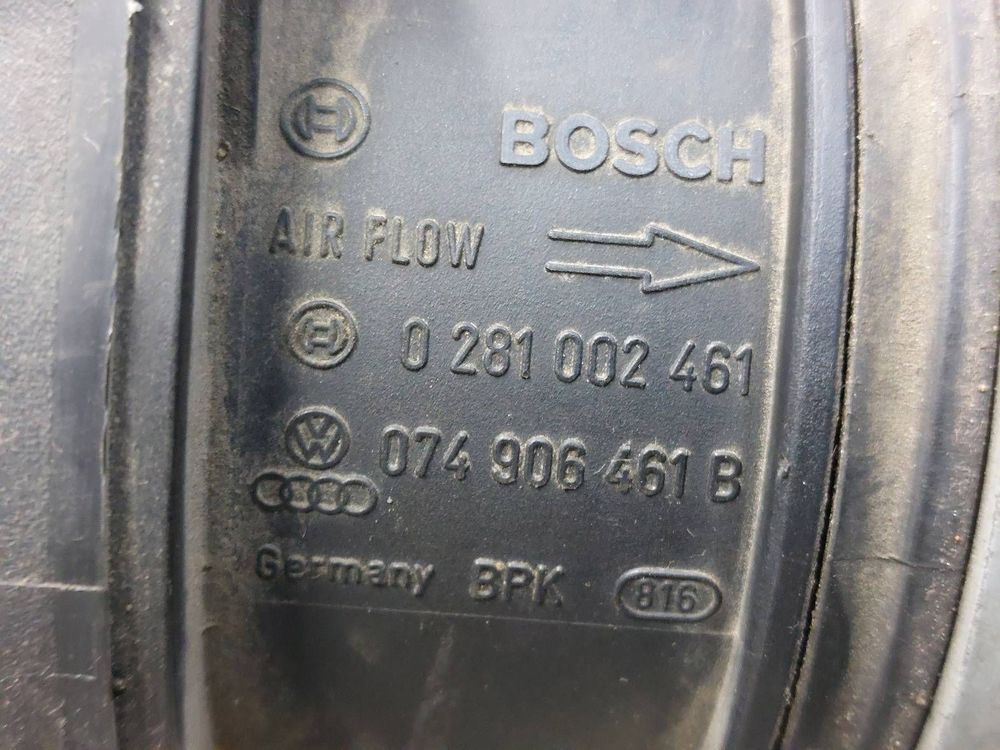 BOSCH
AIR FLOW
0 281 002 461
074 906 461 B
Germany BPK 816